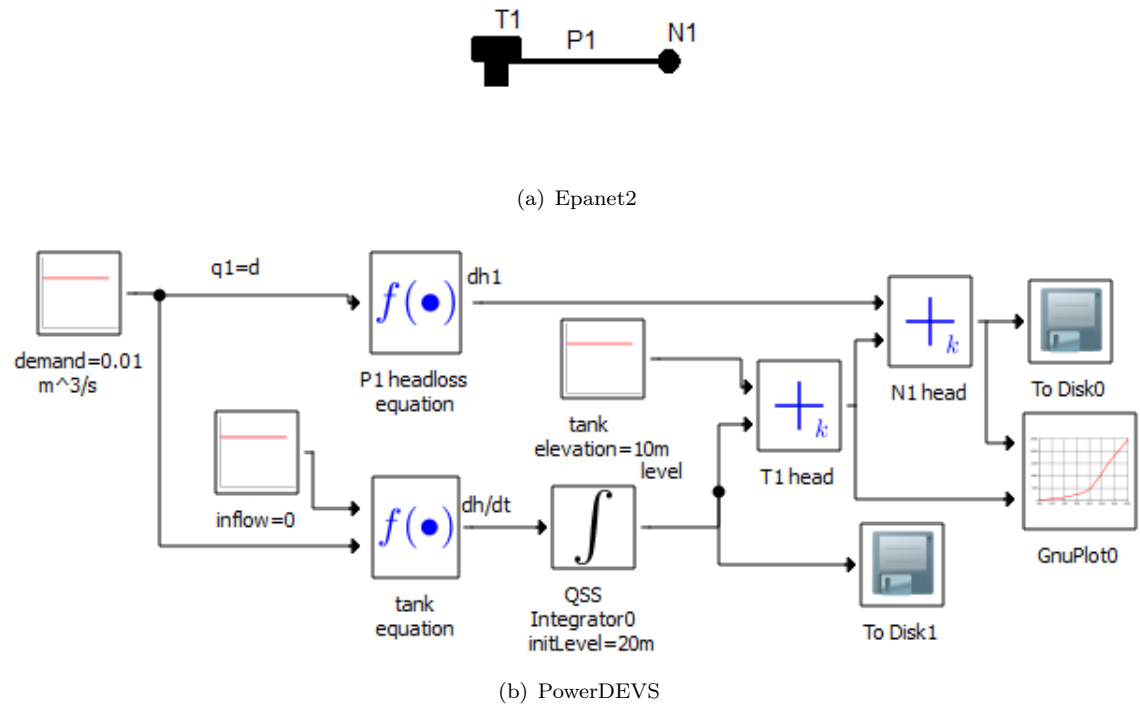 T1
P1
N1
(a) Epanet2
q1=d
dh1
f(•)
demand=0.01
m^3/s
P1 headloss
equation
+k
N1 head
To Disk0
tank
elevation=10m
level
+k
T1 head
inflow=0
f(•)
dh/dt
∫
tank
equation
QSS
Integrator0
initLevel=20m
GnuPlot0
To Disk1
(b) PowerDEVS